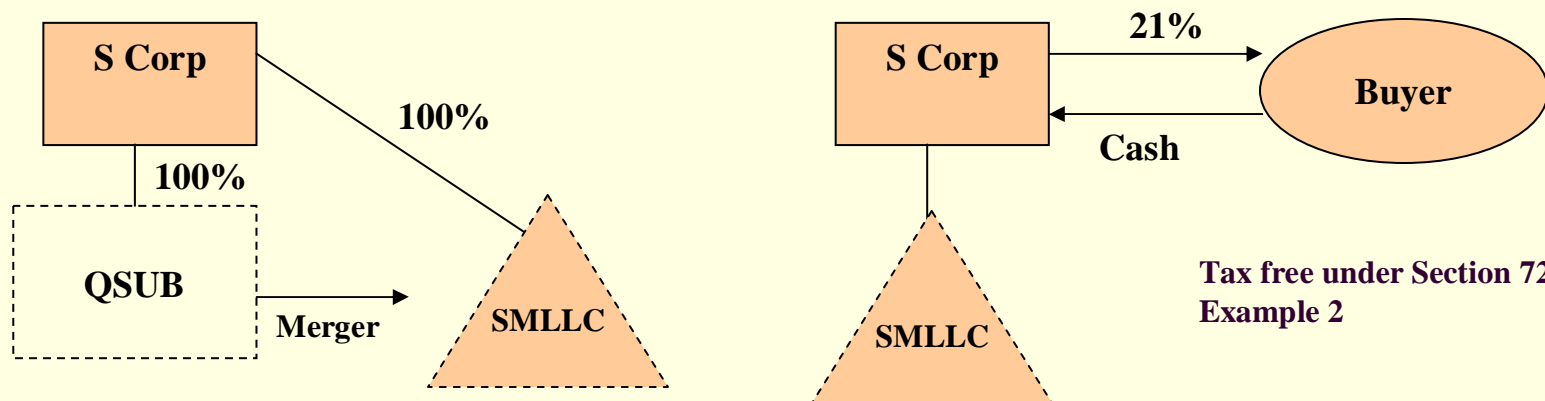 S Corp
100%
100%
QSUB
Merger
SMLLC
S Corp
21%
Cash
Buyer
SMLLC
Tax free under Section 72
Example 2